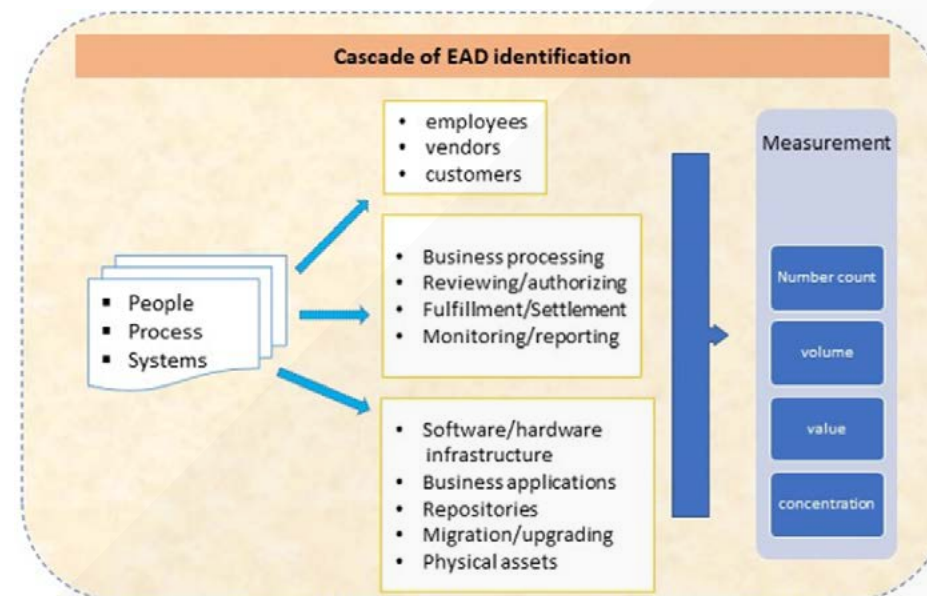 Cascade of EAD identification
▪ People
▪ Process
▪ Systems
• employees
• vendors
• customers
• Business processing
• Reviewing/authorizing
• Fulfillment/Settlement
• Monitoring/reporting
• Software/hardware
infrastructure
• Business applications
• Repositories
• Migration/upgrading
• Physical assets
Measurement
Number count
volume
value
concentration